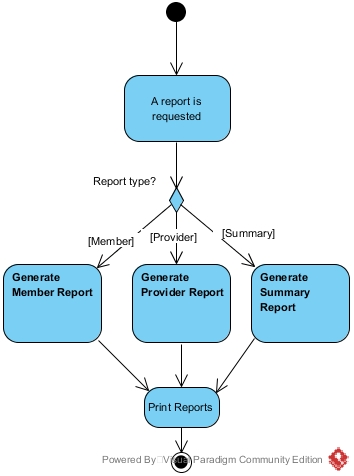 A report is
requested
Report type?
[Member]
[Provider]
[Summary]
Generate
Member Report
Generate
Provider Report
Generate
Summary
Report
Print Reports
Powered By Visual Paradigm Community Edition